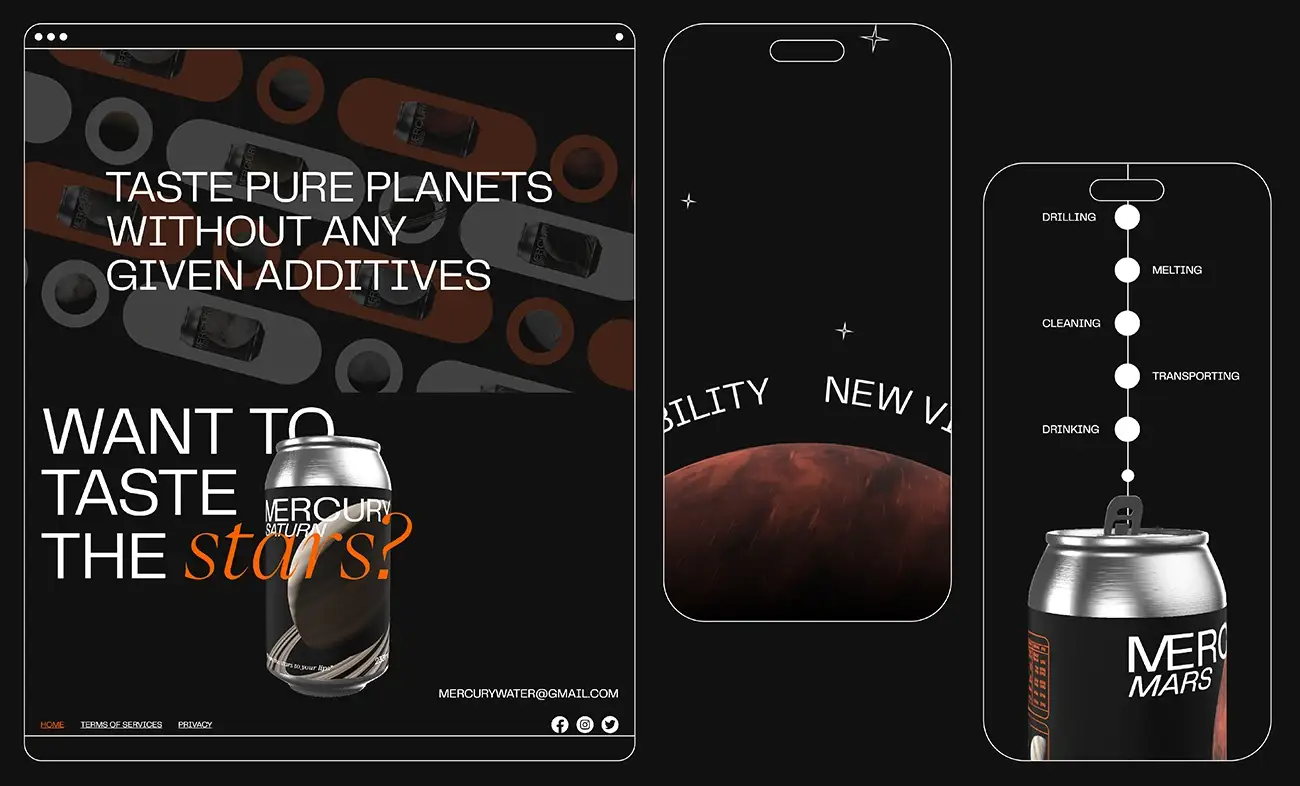 TASTE PURE PLANETS
WITHOUT ANY
GIVEN ADDITIVES
WANT TO
TASTE
THE stars?
MERCURY
SATURN
stars to your lips"
MERCURYWATER@GMAIL.COM
HOME TERMS OF SERVICES PRIVACY
BILITY NEW VI
DRILLING
MELTING
CLEANING
TRANSPORTING
DRINKING
MERC
MARS